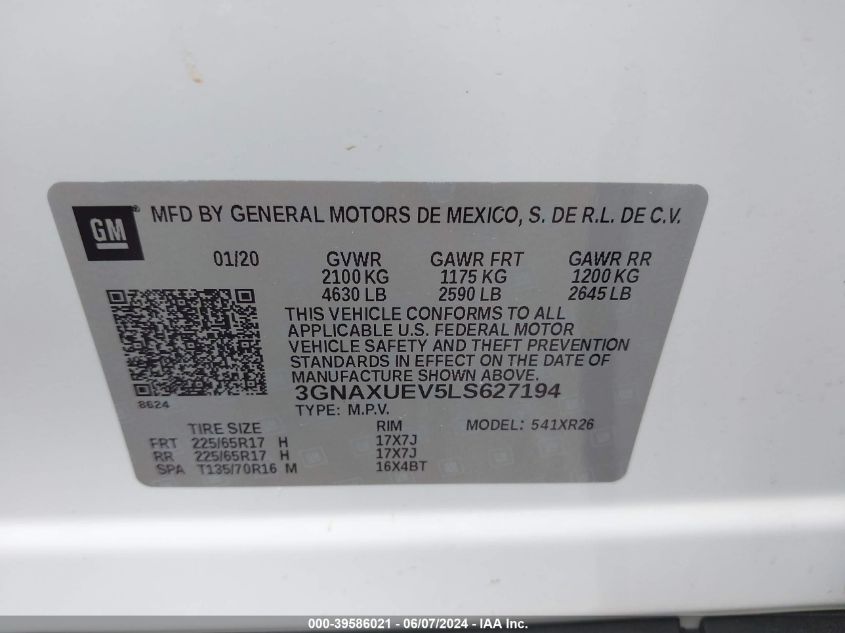 GM ® MFD BY GENERAL MOTORS DE MEXICO, S. DE R.L. DE C.V.
01/20 GVWR GAWR FRT GAWR RR
2100 KG 1175 KG 1200 KG
4630 LB 2590 LB 2645 LB
THIS VEHICLE CONFORMS TO ALL
APPLICABLE U.S. FEDERAL MOTOR
VEHICLE SAFETY AND THEFT PREVENTION
STANDARDS IN EFFECT ON THE DATE OF
MANUFACTURE SHOWN ABOVE.
8624 3GNAXUEV5LS627194
TYPE: M.P.V.
TIRE SIZE RIM MODEL: 541XR26
FRT 225/65R17 H 17X7J
RR 225/65R17 H 17X7J
SPA T135/70R16 M 16X4BT
000-39586021 - 06/07/2024 - IAA Inc.